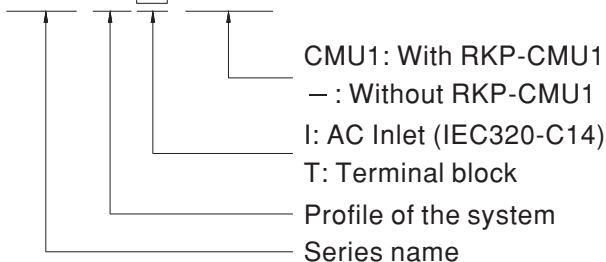 CMU1: With RKP-CMU1
－: Without RKP-CMU1
I: AC Inlet (IEC320-C14)
T: Terminal block
Profile of the system
Series name